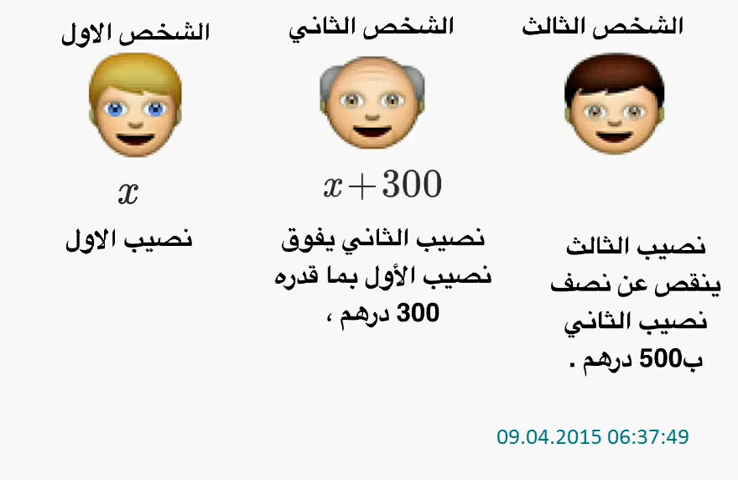 الشخص الثالث
الشخص الثاني
الشخص الاول
x+300
x
نصيب الثالث
ينقص عن نصف
نصيب الثاني
ب500 درهم .
نصيب الثاني يفوق
نصيب الأول بما قدره
300 درهم ،
نصيب الاول
09.04.2015 06:37:49